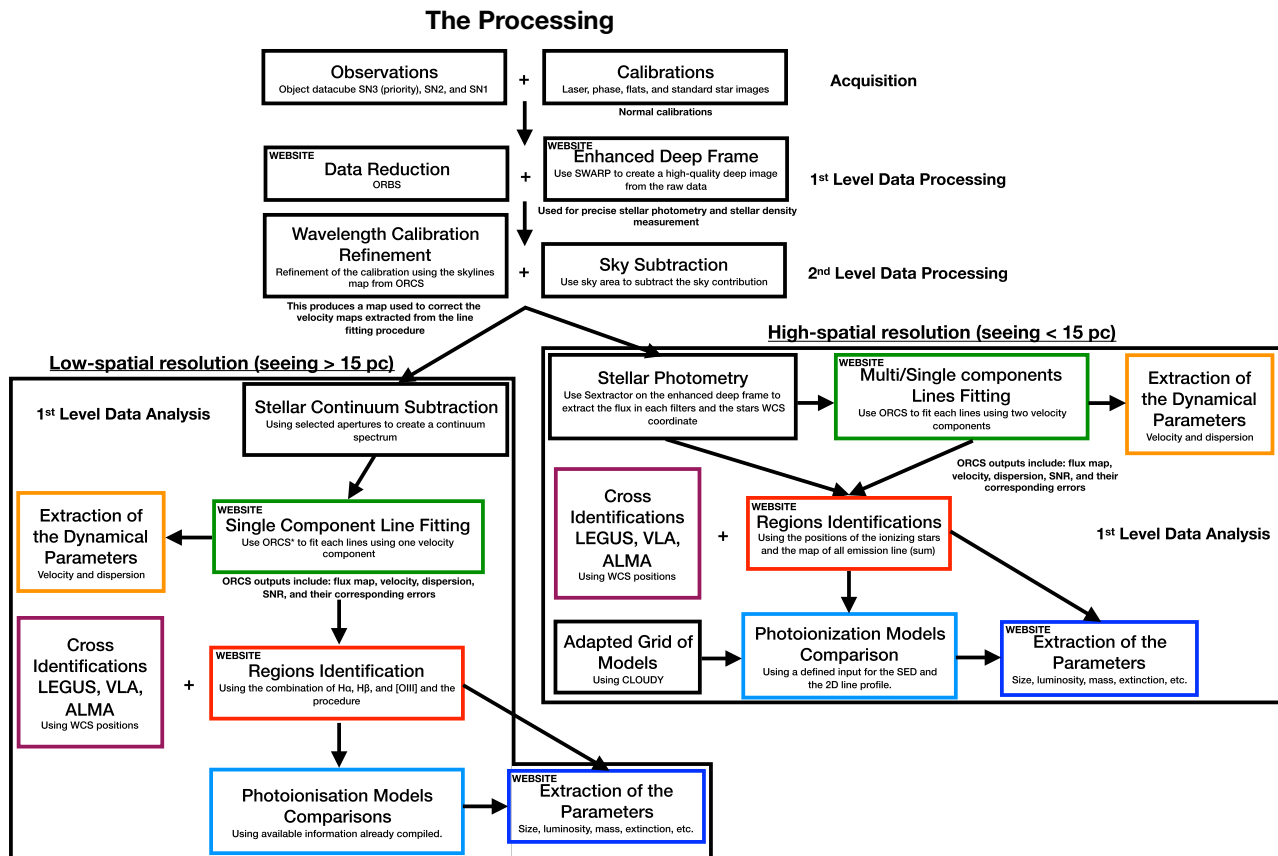 The Processing
Observations
Object datacube SN3 (priority), SN2, and SN1
+
Calibrations
Laser, phase, flats, and standard star images
Acquisition
Normal calibrations
WEBSITE
Data Reduction
ORBS
+
WEBSITE
Enhanced Deep Frame
Use SWARP to create a high-quality deep image
from the raw data
1st Level Data Processing
Used for precise stellar photometry and stellar density
measurement
Wavelength Calibration
Refinement
Refinement of the calibration using the skylines
map from ORCS
+
Sky Subtraction
Use sky area to subtract the sky contribution
2nd Level Data Processing
This produces a map used to correct the
velocity maps extracted from the line
fitting procedure
Low-spatial resolution (seeing > 15 pc)
1st Level Data Analysis
Stellar Continuum Subtraction
Using selected apertures to create a continuum
spectrum
Extraction of
the Dynamical
Parameters
Velocity and dispersion
WEBSITE
Single Component Line Fitting
Use ORCS* to fit each lines using one velocity
component
ORCS outputs include: flux map, velocity, dispersion,
SNR, and their corresponding errors
Cross
Identifications
LEGUS, VLA,
ALMA
Using WCS positions
+
WEBSITE
Regions Identification
Using the combination of Hα, Hβ, and [OIII] and the
procedure
Photoionisation Models
Comparisons
Using available information already compiled.
WEBSITE
Extraction of the
Parameters
Size, luminosity, mass, extinction, etc.
High-spatial resolution (seeing < 15 pc)
Stellar Photometry
Use Sextractor on the enhanced deep frame to
extract the flux in each filters and the stars WCS
coordinate
WEBSITE
Multi/Single components
Lines Fitting
Use ORCS to fit each lines using two velocity
components
Extraction of
the Dynamical
Parameters
Velocity and dispersion
ORCS outputs include: flux map,
velocity, dispersion, SNR, and their
corresponding errors
Cross
Identifications
LEGUS, VLA,
ALMA
Using WCS positions
+
WEBSITE
Regions Identifications
Using the positions of the ionizing stars
and the map of all emission line (sum)
1st Level Data Analysis
Adapted Grid of
Models
Using CLOUDY
Photoionization Models
Comparison
Using a defined input for the SED and
the 2D line profile.
WEBSITE
Extraction of the
Parameters
Size, luminosity, mass, extinction, etc.